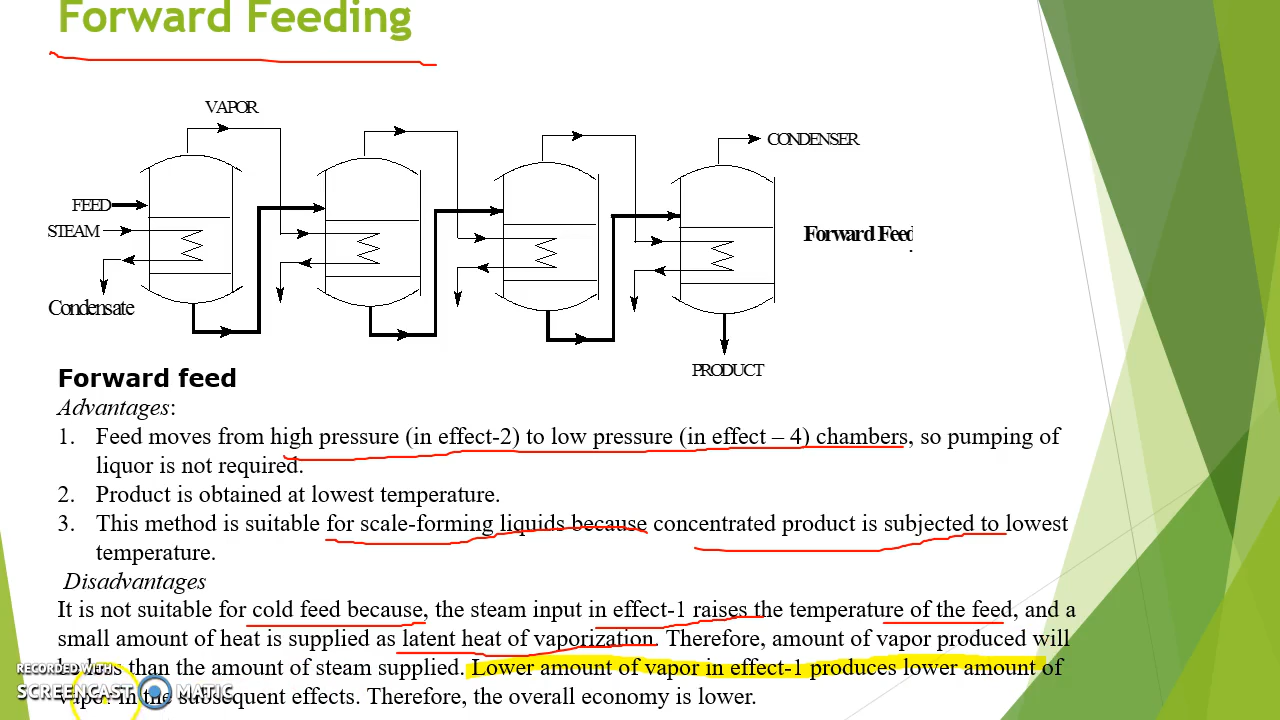 Forward Feeding
VAPOR
CONDENSER
FEED
STEAM
Forward Feed
Condensate
PRODUCT
Forward feed
Advantages:
1. Feed moves from high pressure (in effect-2) to low pressure (in effect – 4) chambers, so pumping of
liquor is not required.
2. Product is obtained at lowest temperature.
3. This method is suitable for scale-forming liquids because concentrated product is subjected to lowest
temperature.
Disadvantages
It is not suitable for cold feed because, the steam input in effect-1 raises the temperature of the feed, and a
small amount of heat is supplied as latent heat of vaporization. Therefore, amount of vapor produced will
than the amount of steam supplied. Lower amount of vapor in effect-1 produces lower amount of
RECORDED WITH
SCREENCAST MATIC
vapor in the subsequent effects. Therefore, the overall economy is lower.